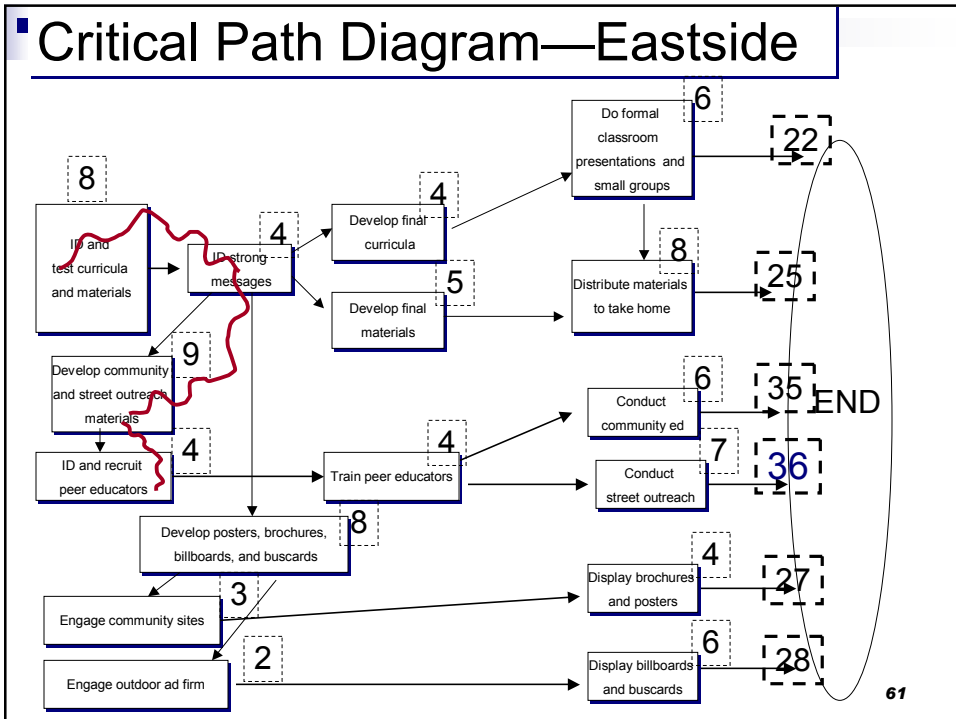 Critical Path Diagram—Eastside
6
Do formal
classroom
presentations and
small groups
22
8
ID and
test curricula
and materials
4
ID strong
messages
4
Develop final
curricula
5
Develop final
materials
8
Distribute materials
to take home
25
9
Develop community
and street outreach
materials
6
Conduct
community ed
35
END
4
ID and recruit
peer educators
4
Train peer educators
7
Conduct
street outreach
36
8
Develop posters, brochures,
billboards, and buscards
3
Engage community sites
4
Display brochures
and posters
27
2
Engage outdoor ad firm
6
Display billboards
and buscards
28
61